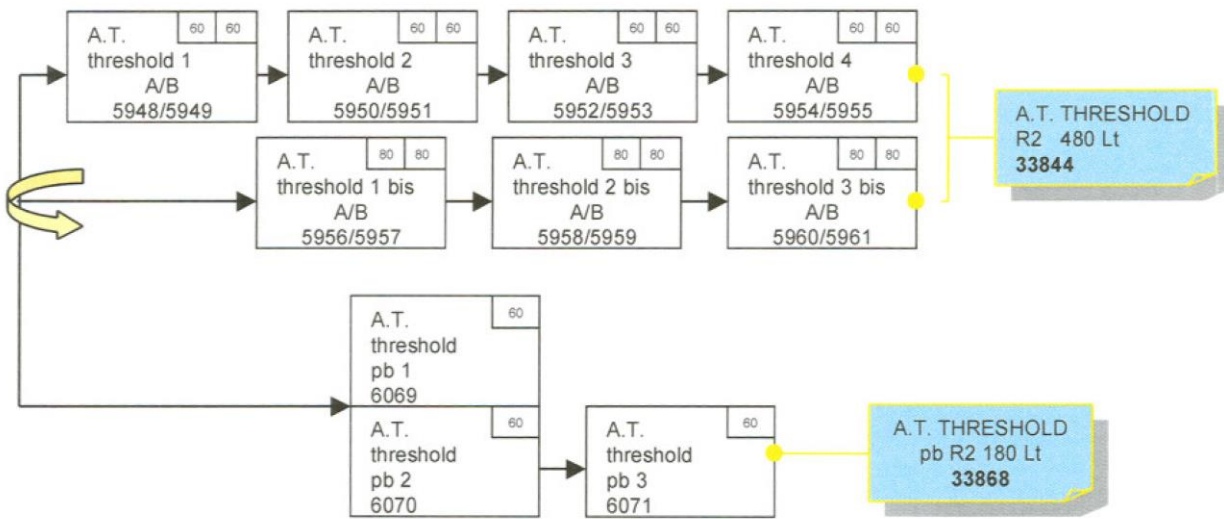 A.T. 60 60
threshold 1
A/B
5948/5949
A.T. 60 60
threshold 2
A/B
5950/5951
A.T. 60 60
threshold 3
A/B
5952/5953
A.T. 60 60
threshold 4
A/B
5954/5955
A.T. THRESHOLD
R2 480 Lt
33844
A.T. 80 80
threshold 1 bis
A/B
5956/5957
A.T. 80 80
threshold 2 bis
A/B
5958/5959
A.T. 80 80
threshold 3 bis
A/B
5960/5961
A.T. 60
threshold
pb 1
6069
A.T. 60
threshold
pb 2
6070
A.T. 60
threshold
pb 3
6071
A.T. THRESHOLD
pb R2 180 Lt
33868